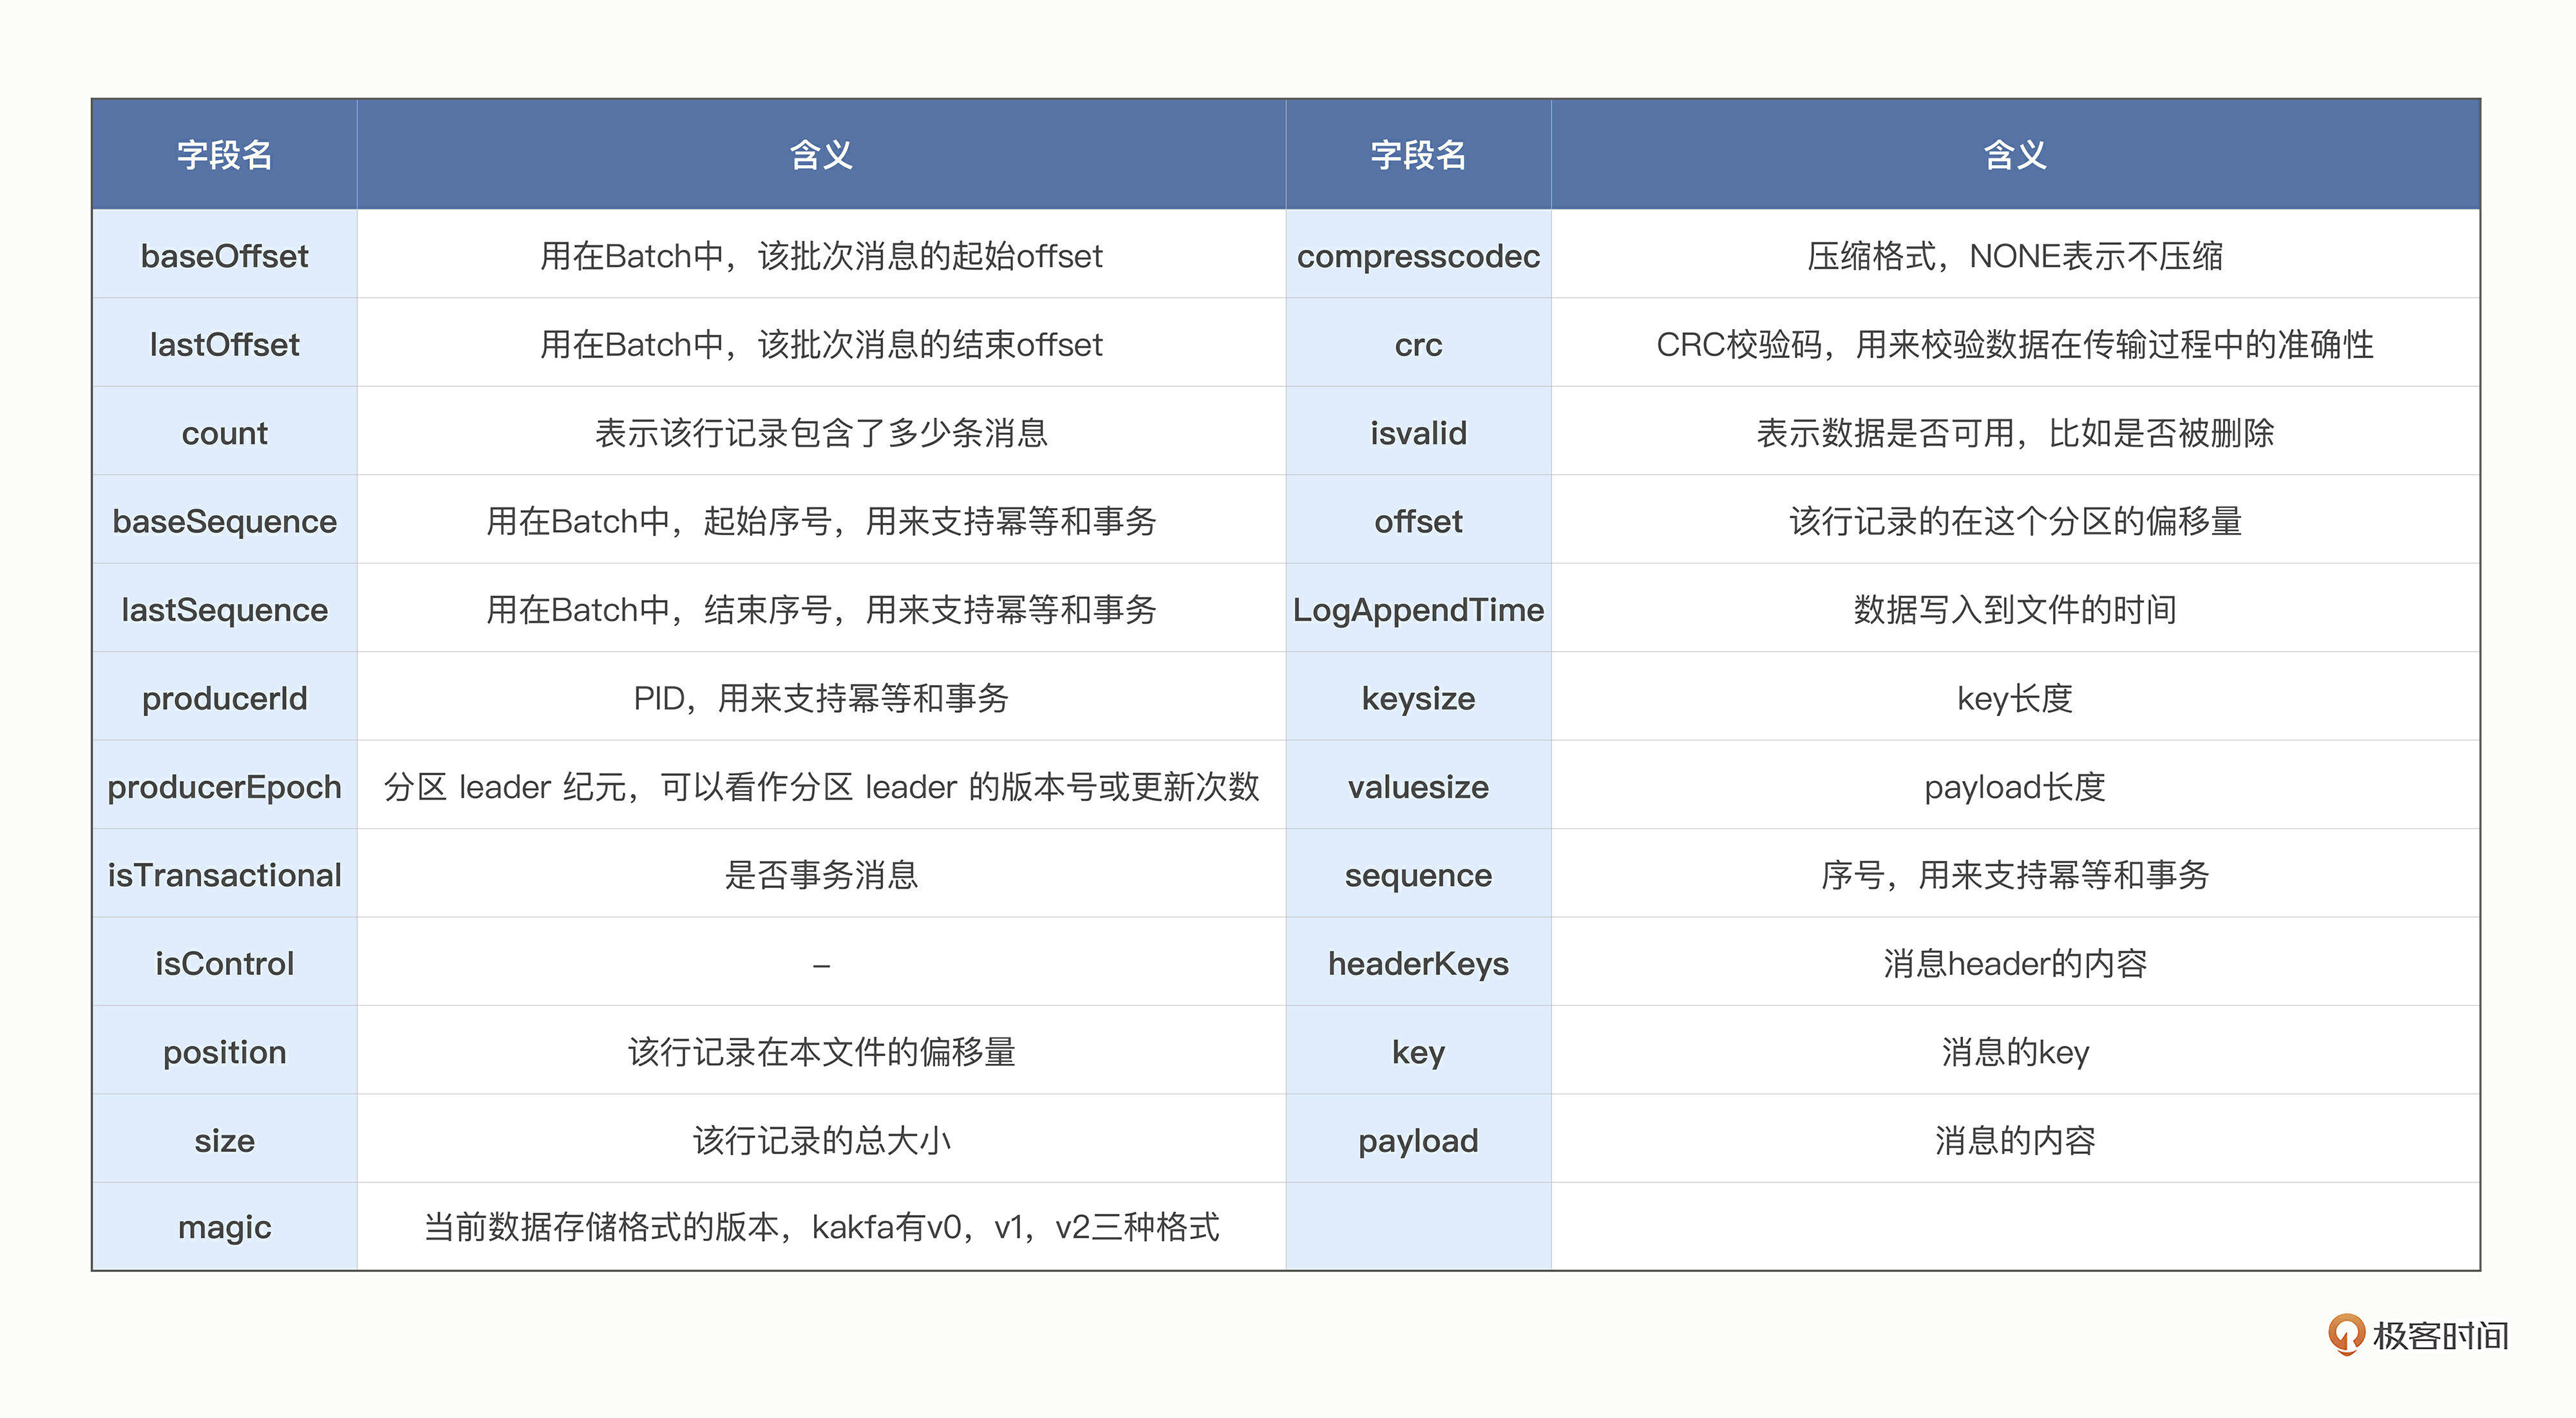 字段名 含义 字段名 含义
baseOffset 用在Batch中，该批次消息的起始offset compresscodec 压缩格式，NONE表示不压缩
lastOffset 用在Batch中，该批次消息的结束offset crc CRC校验码，用来校验数据在传输过程中的准确性
count 表示该行记录包含了多少条消息 isvalid 表示数据是否可用，比如是否被删除
baseSequence 用在Batch中，起始序号，用来支持幂等和事务 offset 该行记录的在这个分区的偏移量
lastSequence 用在Batch中，结束序号，用来支持幂等和事务 LogAppendTime 数据写入到文件的时间
producerId PID，用来支持幂等和事务 keysize key长度
producerEpoch 分区 leader 纪元，可以看作分区 leader 的版本号或更新次数 valuesize payload长度
isTransactional 是否事务消息 sequence 序号，用来支持幂等和事务
isControl – headerKeys 消息header的内容
position 该行记录在本文件的偏移量 key 消息的key
size 该行记录的总大小 payload 消息的内容
magic 当前数据存储格式的版本，kakfa有v0，v1，v2三种格式
极客时间